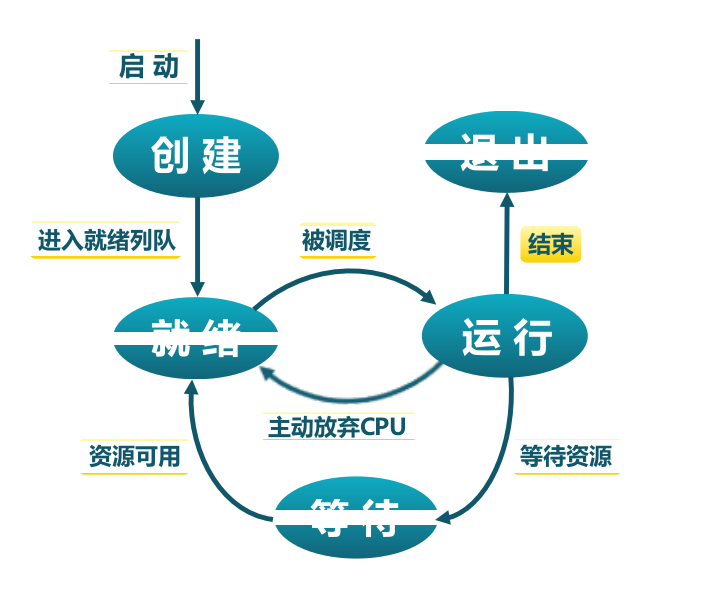 启动
创建
退出
进入就绪列队
被调度
结束
就绪
运行
主动放弃CPU
资源可用
等待资源
等待